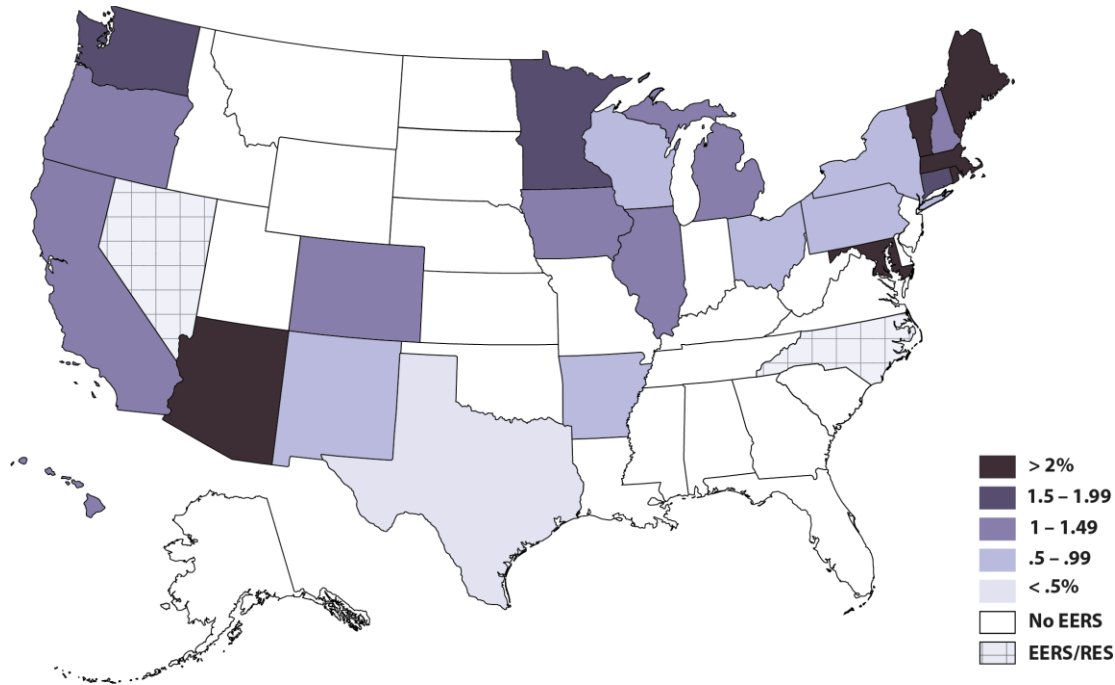 > 2%
1.5 – 1.99
1 – 1.49
.5 – .99
< .5%
No EERS
EERS/RES